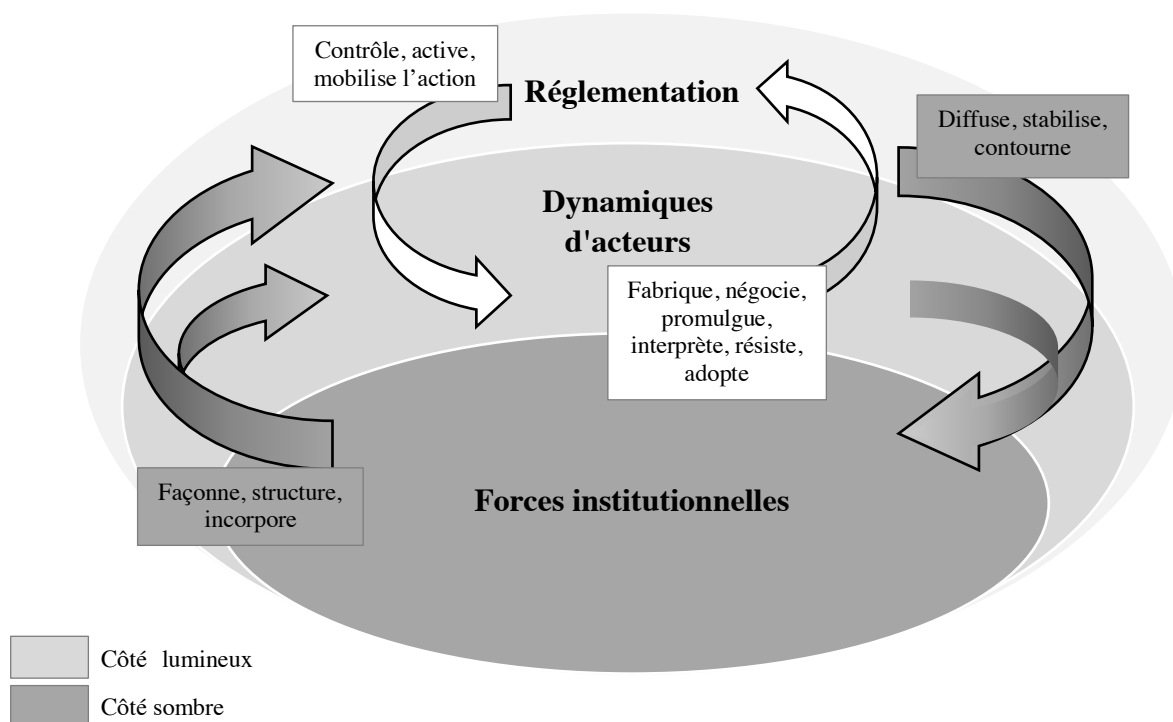 Contrôle, active,
mobilise l’action
Réglementation
Diffuse, stabilise,
contourne
Dynamiques
d'acteurs
Fabrique, négocie,
promulgue,
interprète, résiste,
adopte
Façonne, structure,
incorpore
Forces institutionnelles
Côté lumineux
Côté sombre